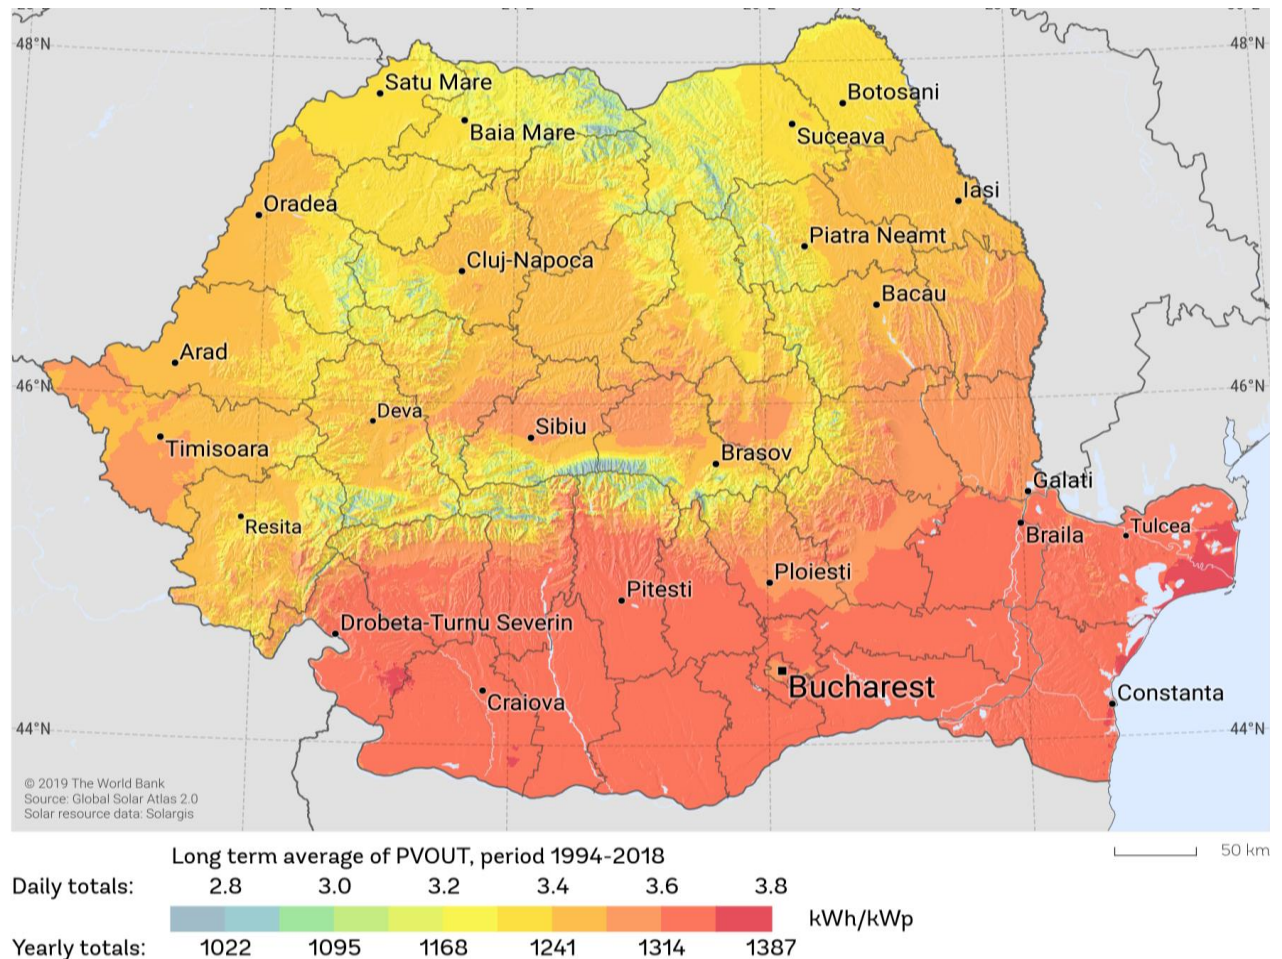 48°N
48°N
Satu Mare
Botosani
Baia Mare
Suceava
Iasi
Oradea
Piatra Neamt
Cluj-Napoca
Bacau
Arad
46°N
46°N
Deva
Sibiu
Timisoara
Brasov
Galati
Resita
Tulcea
Braila
Ploiesti
Pitesti
Drobeta-Turnu Severin
Bucharest
Constanta
Craiova
44°N
44°N
© 2019 The World Bank
Source: Global Solar Atlas 2.0
Solar resource data: Solargis
Long term average of PVOUT, period 1994-2018
50 km
Daily totals: 2.8 3.0 3.2 3.4 3.6 3.8
kWh/kWp
Yearly totals: 1022 1095 1168 1241 1314 1387